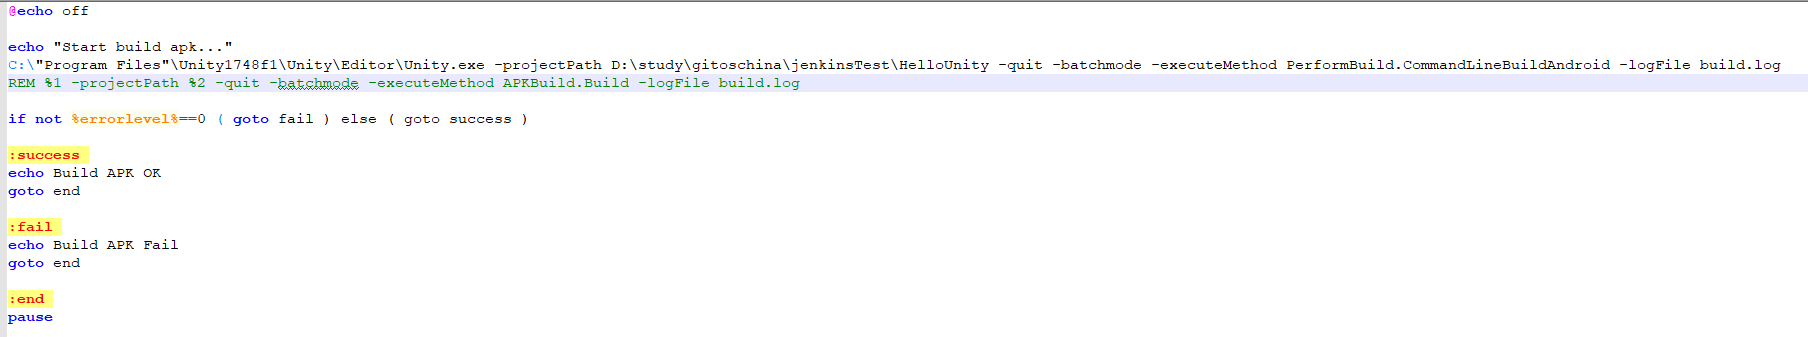 @echo off
echo "Start build apk..."
C:\"Program Files"\Unity1748f1\Unity\Editor\Unity.exe -projectPath D:\study\gitoschina\jenkinsTest\HelloUnity -quit -batchmode -executeMethod PerformBuild.CommandLineBuildAndroid -logFile build.log
REM %1 -projectPath %2 -quit -batchmode -executeMethod APKBuild.Build -logFile build.log
if not %errorlevel%==0 ( goto fail ) else ( goto success )
:success
echo Build APK OK
goto end
:fail
echo Build APK Fail
goto end
:end
pause